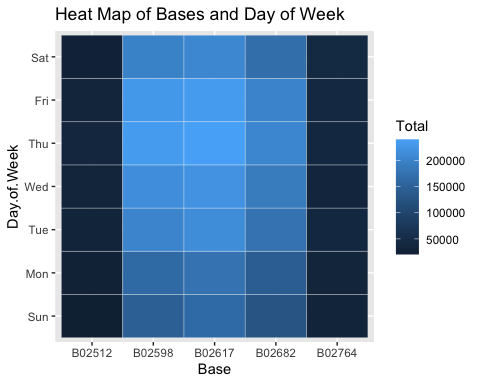 Heat Map of Bases and Day of Week
Day.of.Week
Sat
Fri
Thu
Wed
Tue
Mon
Sun
B02512 B02598 B02617 B02682 B02764
Base
Total
200000
150000
100000
50000